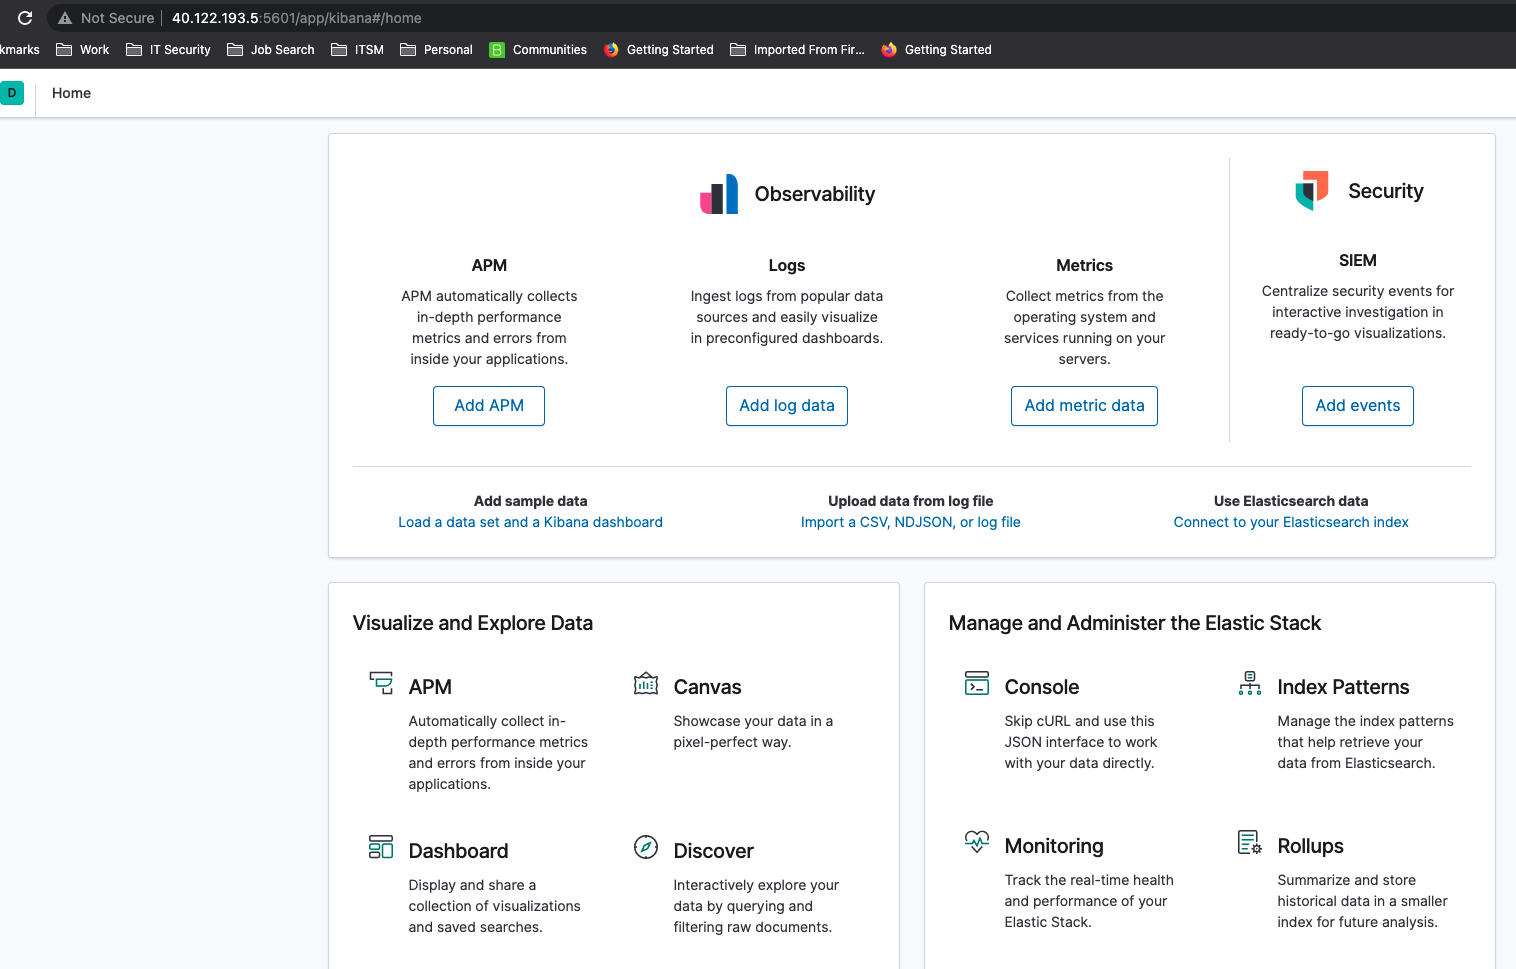 Not Secure 40.122.193.5:5601/app/kibana#/home
kmarks Work IT Security Job Search ITSM Personal B Communities Getting Started Imported From Fir... Getting Started
D Home
Observability
Security
APM
APM automatically collects
in-depth performance
metrics and errors from
inside your applications.
Add APM
Logs
Ingest logs from popular data
sources and easily visualize
in preconfigured dashboards.
Add log data
Metrics
Collect metrics from the
operating system and
services running on your
servers.
Add metric data
SIEM
Centralize security events for
interactive investigation in
ready-to-go visualizations.
Add events
Add sample data
Load a data set and a Kibana dashboard
Upload data from log file
Import a CSV, NDJSON, or log file
Use Elasticsearch data
Connect to your Elasticsearch index
Visualize and Explore Data
APM
Automatically collect in-
depth performance metrics
and errors from inside your
applications.
Canvas
Showcase your data in a
pixel-perfect way.
Dashboard
Display and share a
collection of visualizations
and saved searches.
Discover
Interactively explore your
data by querying and
filtering raw documents.
Manage and Administer the Elastic Stack
Console
Skip cURL and use this
JSON interface to work
with your data directly.
Index Patterns
Manage the index patterns
that help retrieve your
data from Elasticsearch.
Monitoring
Track the real-time health
and performance of your
Elastic Stack.
Rollups
Summarize and store
historical data in a smaller
index for future analysis.